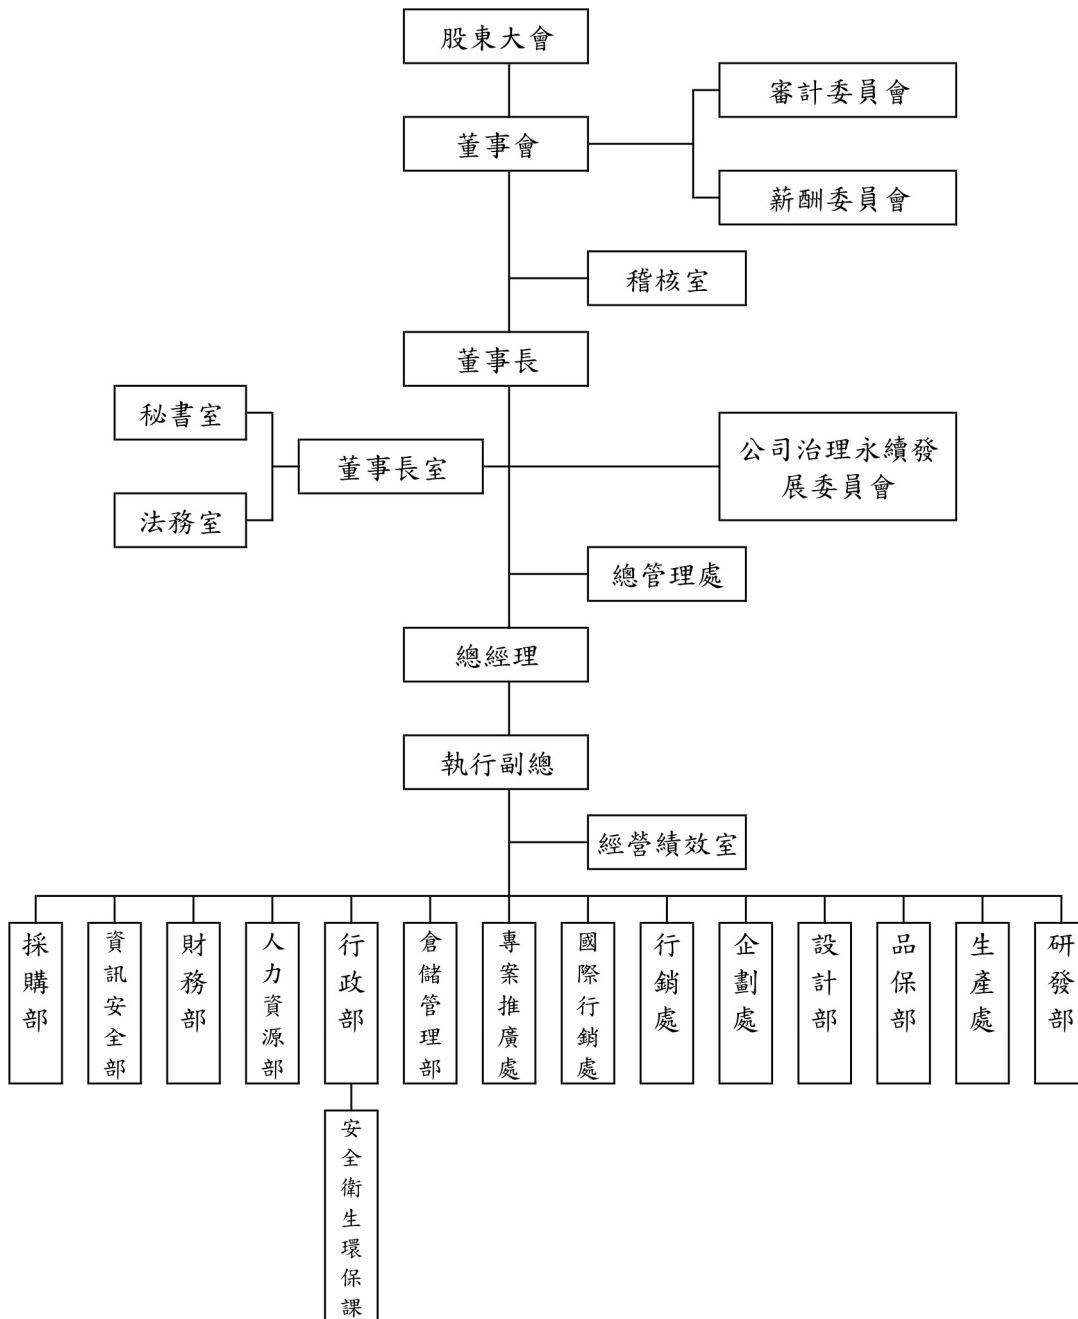 股東大會
審計委員會
董事會
薪酬委員會
稽核室
董事長
秘書室
董事長室
公司治理永續發
展委員會
法務室
總管理處
總經理
執行副總
經營績效室
採購部
資訊安全部
財務部
人力資源部
行政部
倉儲管理部
專案推廣處
國際行銷處
行銷處
企劃處
設計部
品保部
生產處
研發部
安全衛生環保課